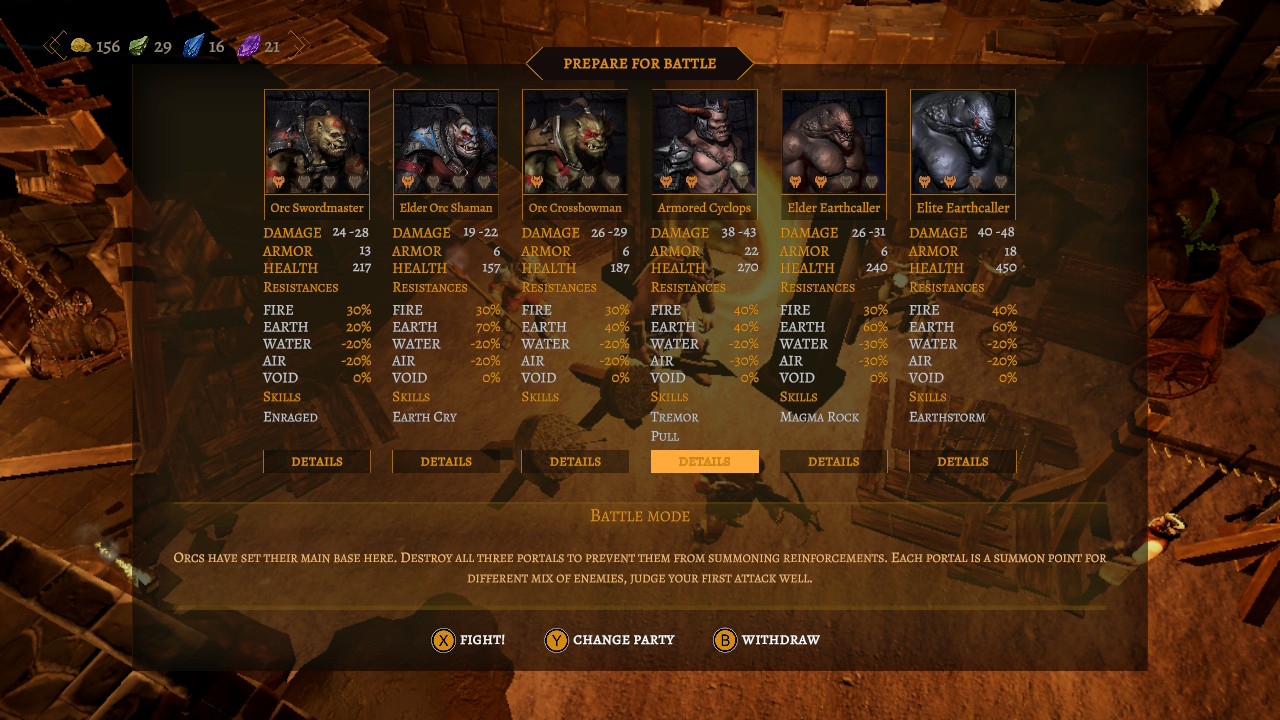 156 29 16 21
PREPARE FOR BATTLE
Orc Swordmaster Elder Orc Shaman Orc Crossbowman Armored Cyclops Elder Earthcaller Elite Earthcaller
DAMAGE 24-28 DAMAGE 19-22 DAMAGE 26-29 DAMAGE 38-43 DAMAGE 26-31 DAMAGE 40-48
ARMOR 13 ARMOR 6 ARMOR 6 ARMOR 22 ARMOR 6 ARMOR 18
HEALTH 217 HEALTH 157 HEALTH 187 HEALTH 270 HEALTH 240 HEALTH 450
RESISTANCES RESISTANCES RESISTANCES RESISTANCES RESISTANCES RESISTANCES
FIRE 30% FIRE 30% FIRE 30% FIRE 40% FIRE 30% FIRE 40%
EARTH 20% EARTH 70% EARTH 40% EARTH 40% EARTH 60% EARTH 60%
WATER -20% WATER -20% WATER -20% WATER -20% WATER -30% WATER -20%
AIR -20% AIR -20% AIR -20% AIR -30% AIR -30% AIR -20%
VOID 0% VOID 0% VOID 0% VOID 0% VOID 0% VOID 0%
SKILLS SKILLS SKILLS SKILLS SKILLS SKILLS
ENRAGED EARTH CRY TREMOR MAGMA ROCK EARTHSTORM
PULL
DETAILS DETAILS DETAILS DETAILS DETAILS DETAILS
BATTLE MODE
ORCS HAVE SET THEIR MAIN BASE HERE. DESTROY ALL THREE PORTALS TO PREVENT THEM FROM SUMMONING REINFORCEMENTS. EACH PORTAL IS A SUMMON POINT FOR
DIFFERENT MIX OF ENEMIES, JUDGE YOUR FIRST ATTACK WELL.
X FIGHT! Y CHANGE PARTY B WITHDRAW